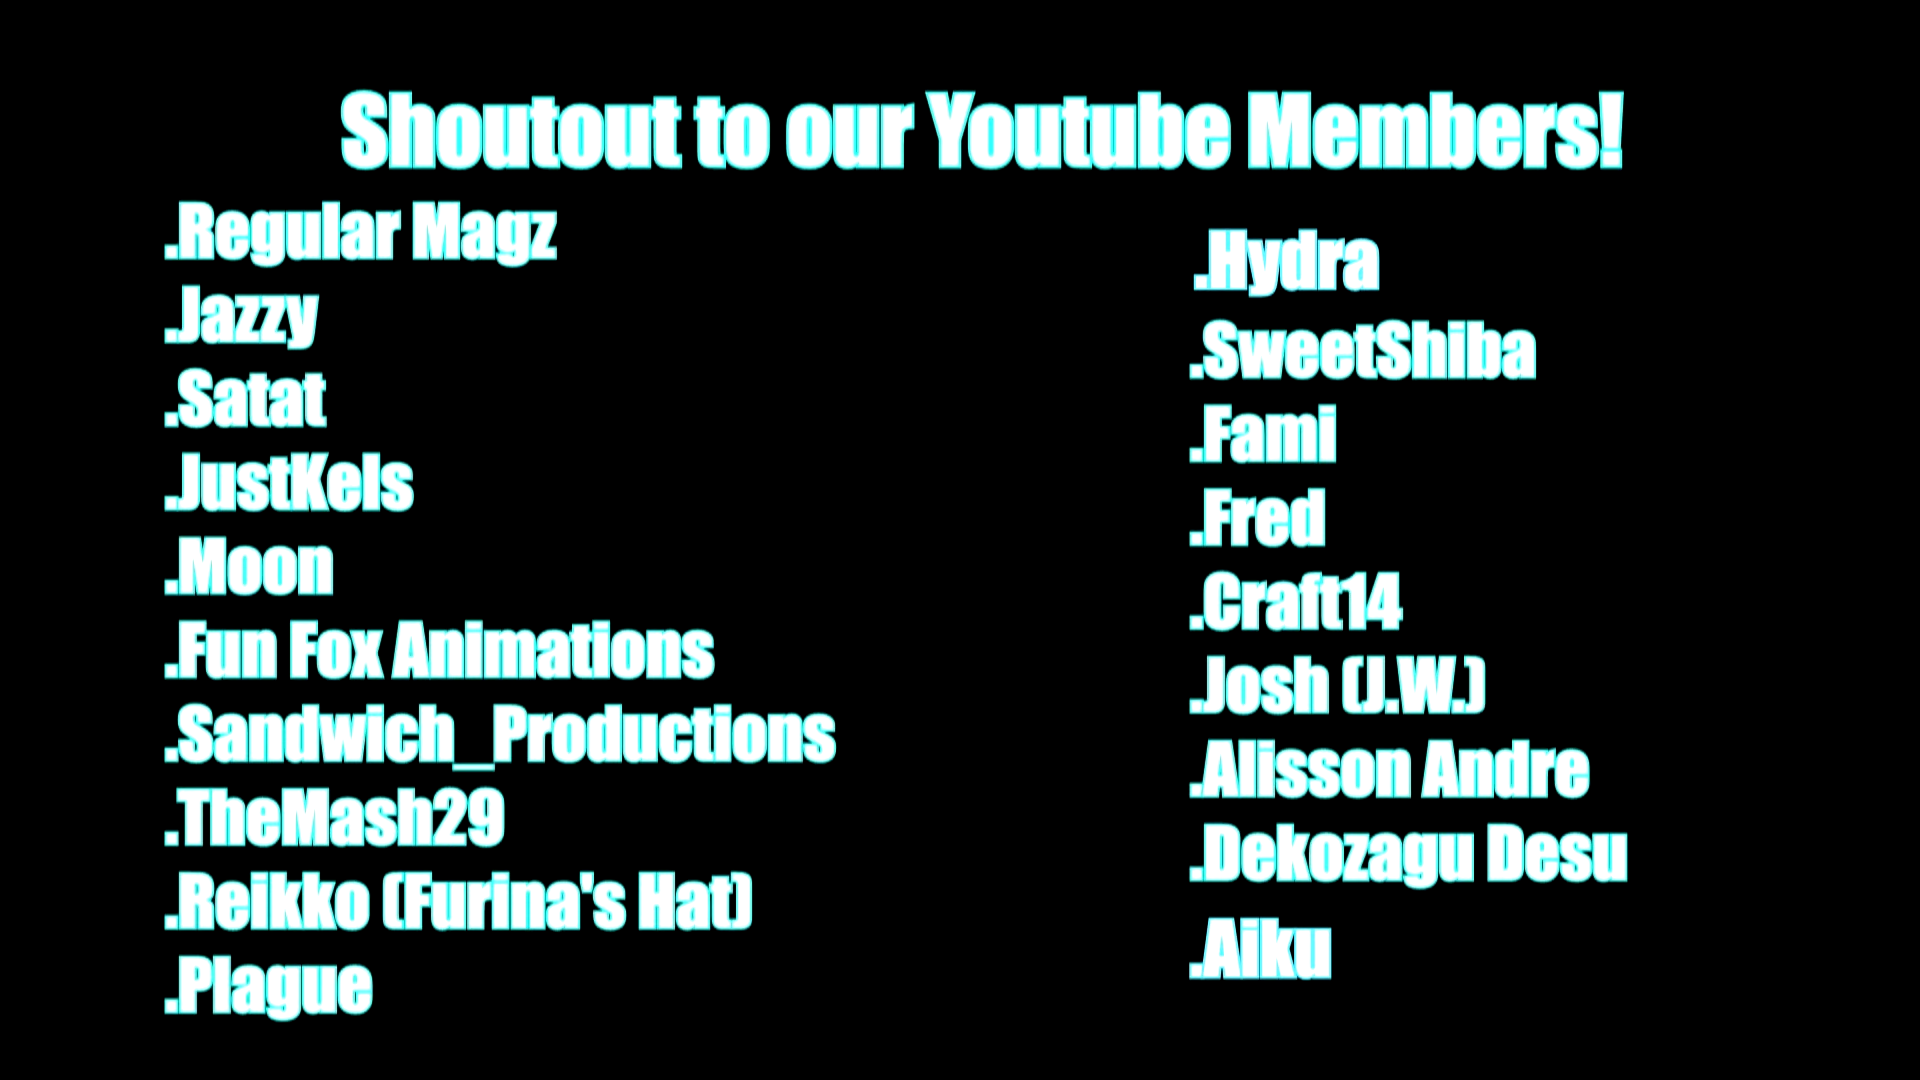 Shoutout to our Youtube Members!
.Regular Magz
.Jazzy
.Satat
.JustKels
.Moon
.Fun Fox Animations
.Sandwich_Productions
.TheMash29
.Reikko (Furina's Hat)
.Plague
.Hydra
.SweetShiba
.Fami
.Fred
.Craft14
.Josh (J.W.)
.Alisson Andre
.Dekozagu Desu
.Aiku